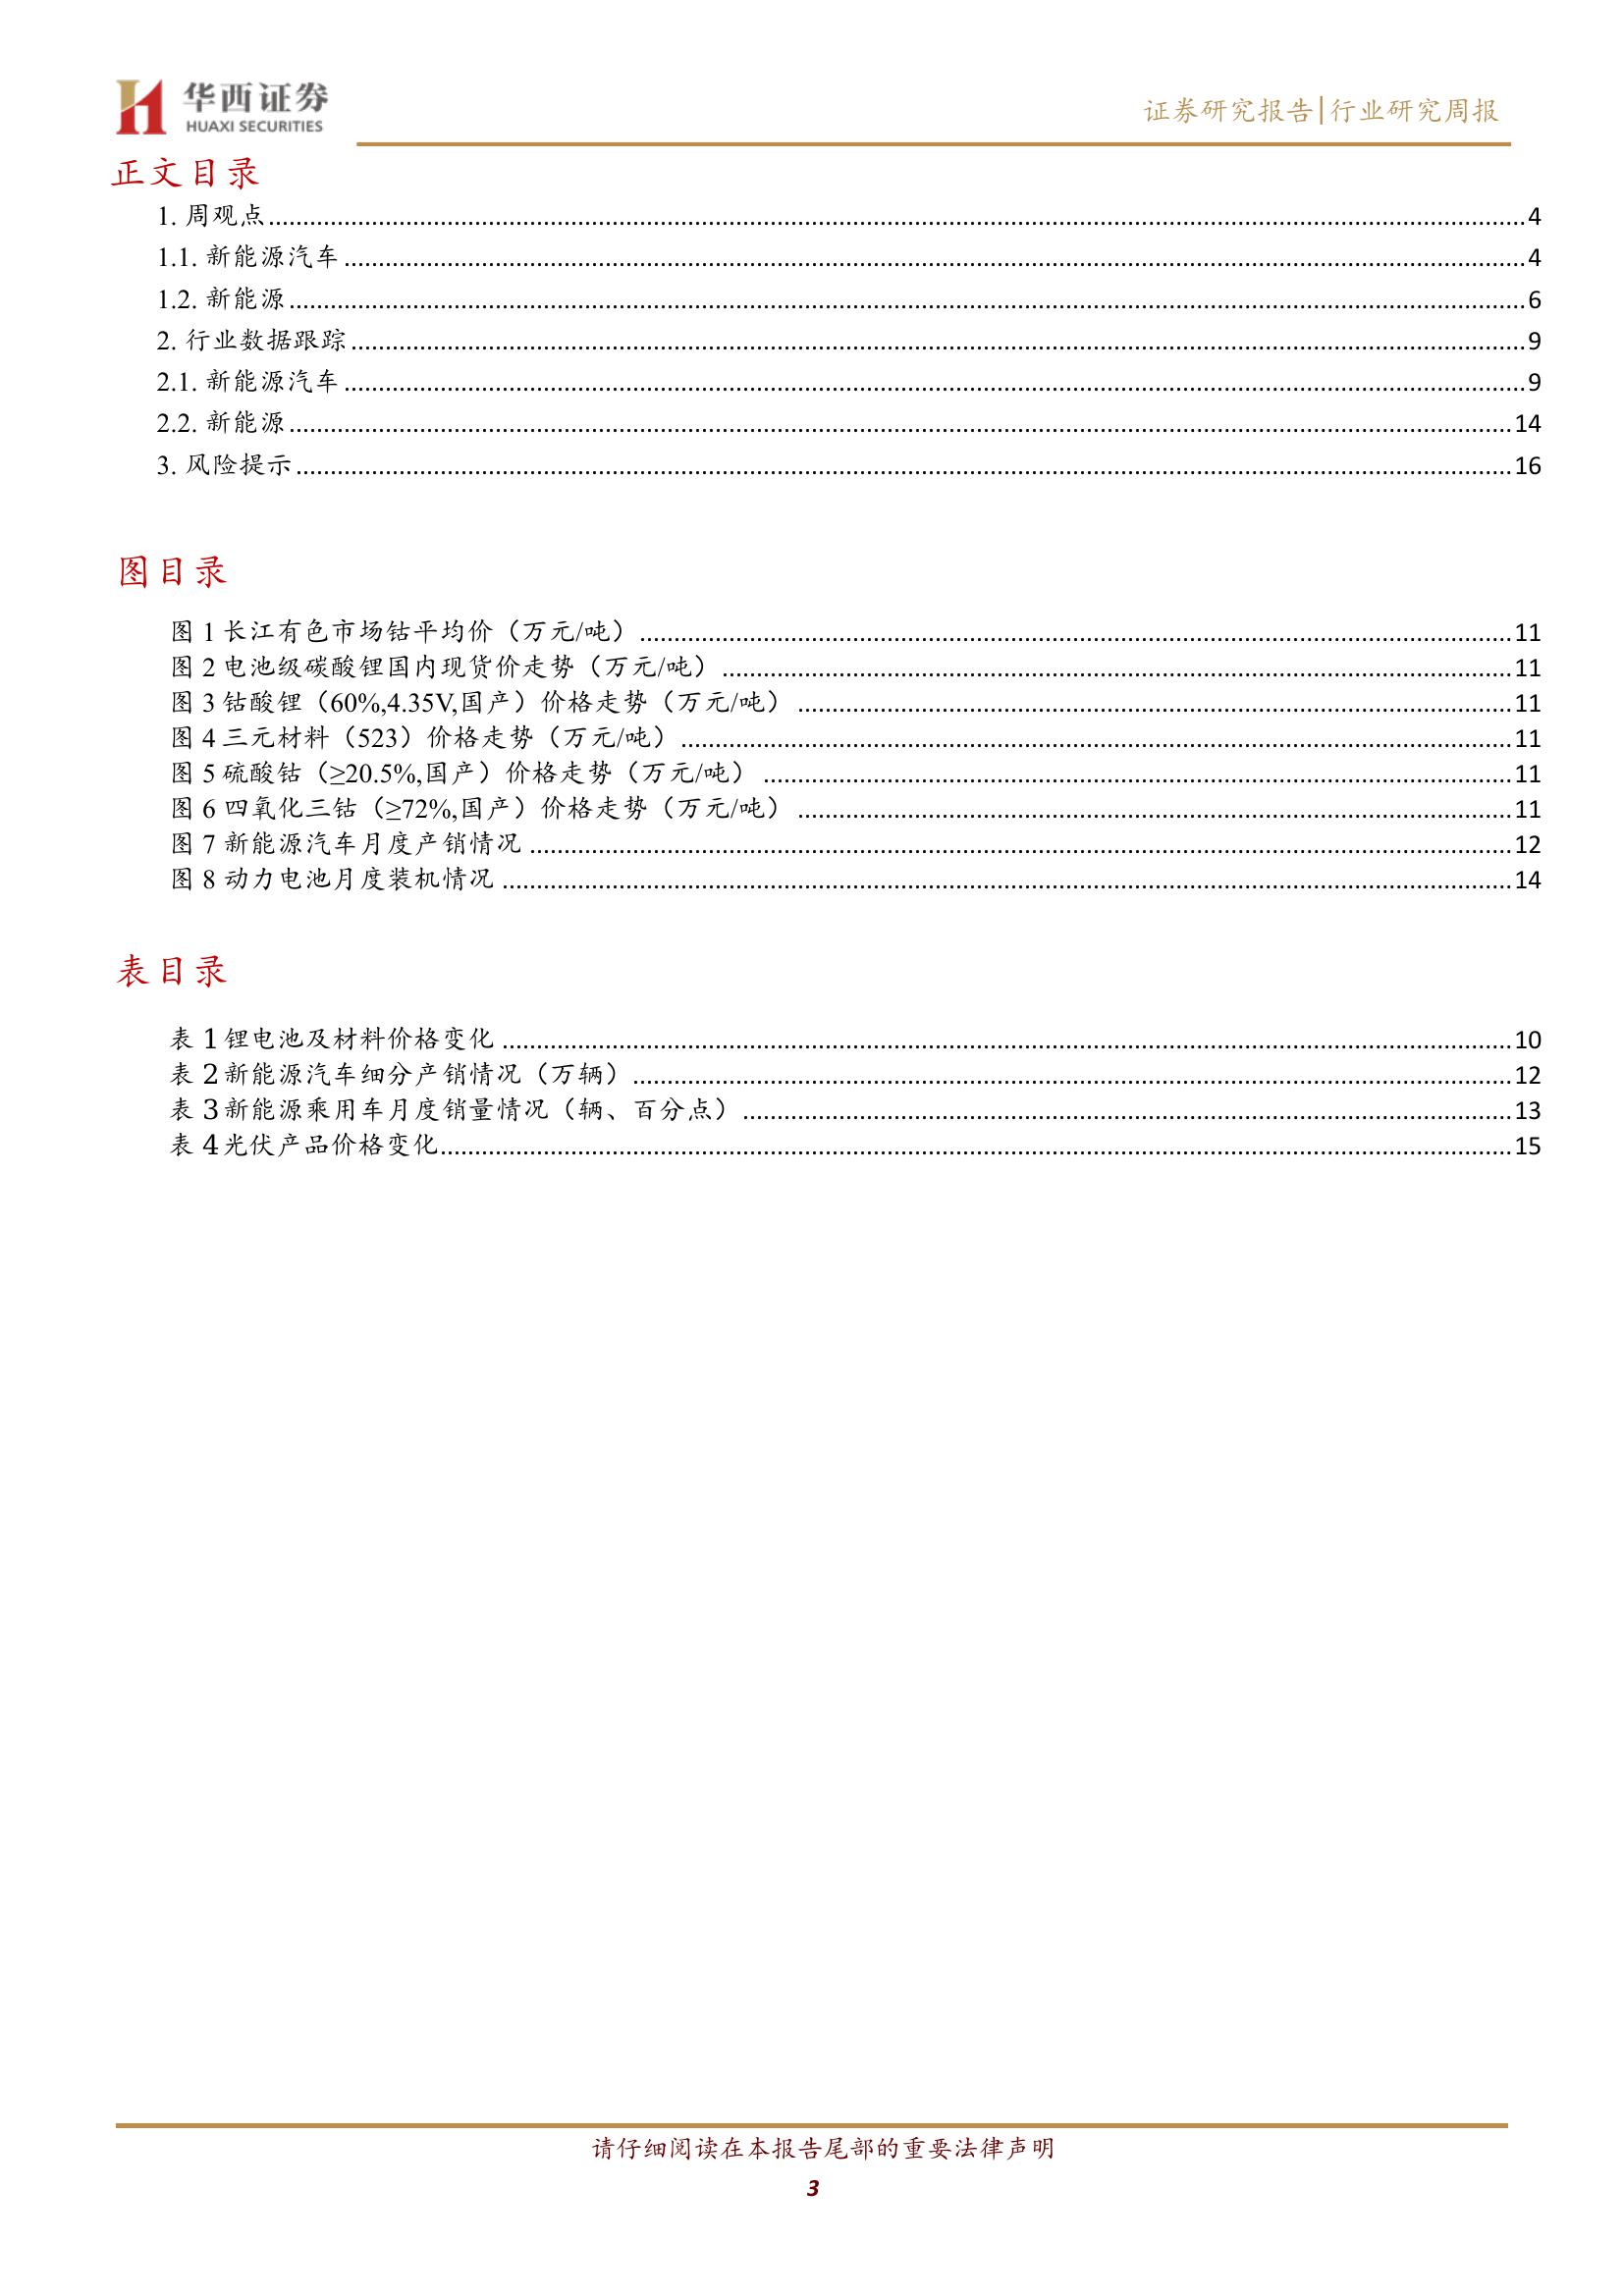 华西证券
HUAXI SECURITIES
证券研究报告|行业研究周报
正文目录
1. 周观点 4
1.1. 新能源汽车 4
1.2. 新能源 6
2. 行业数据跟踪 9
2.1. 新能源汽车 9
2.2. 新能源 14
3. 风险提示 16
图目录
图 1 长江有色市场钴平均价（万元/吨） 11
图 2 电池级碳酸锂国内现货价走势（万元/吨） 11
图 3 钴酸锂（60%,4.35V,国产）价格走势（万元/吨） 11
图 4 三元材料（523）价格走势（万元/吨） 11
图 5 硫酸钴（≥20.5%,国产）价格走势（万元/吨） 11
图 6 四氧化三钴（≥72%,国产）价格走势（万元/吨） 11
图 7 新能源汽车月度产销情况 12
图 8 动力电池月度装机情况 14
表目录
表 1 锂电池及材料价格变化 10
表 2 新能源汽车细分产销情况（万辆） 12
表 3 新能源乘用车月度销量情况（辆、百分点） 13
表 4 光伏产品价格变化 15
请仔细阅读在本报告尾部的重要法律声明
3